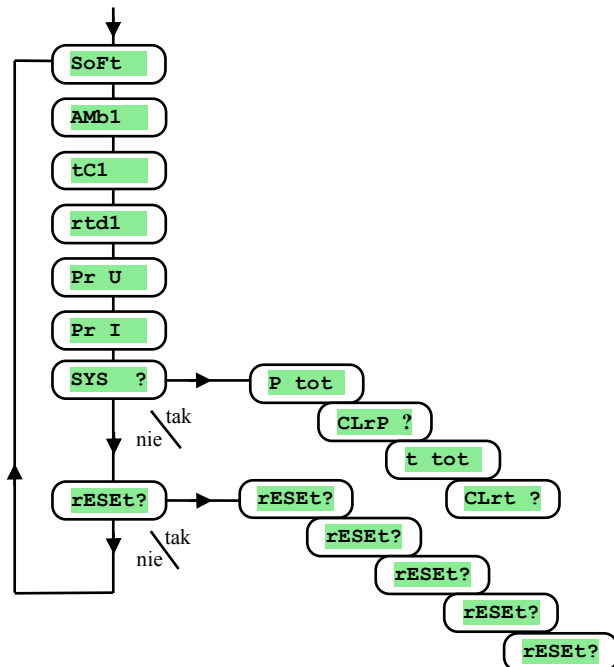 SoFt
AMb1
tC1
rtd1
Pr U
Pr I
SYS ?
P tot
tak
nie
CLrP ?
t tot
CLrt ?
rESEt?
rESEt?
tak
nie
rESEt?
rESEt?
rESEt?
rESEt?